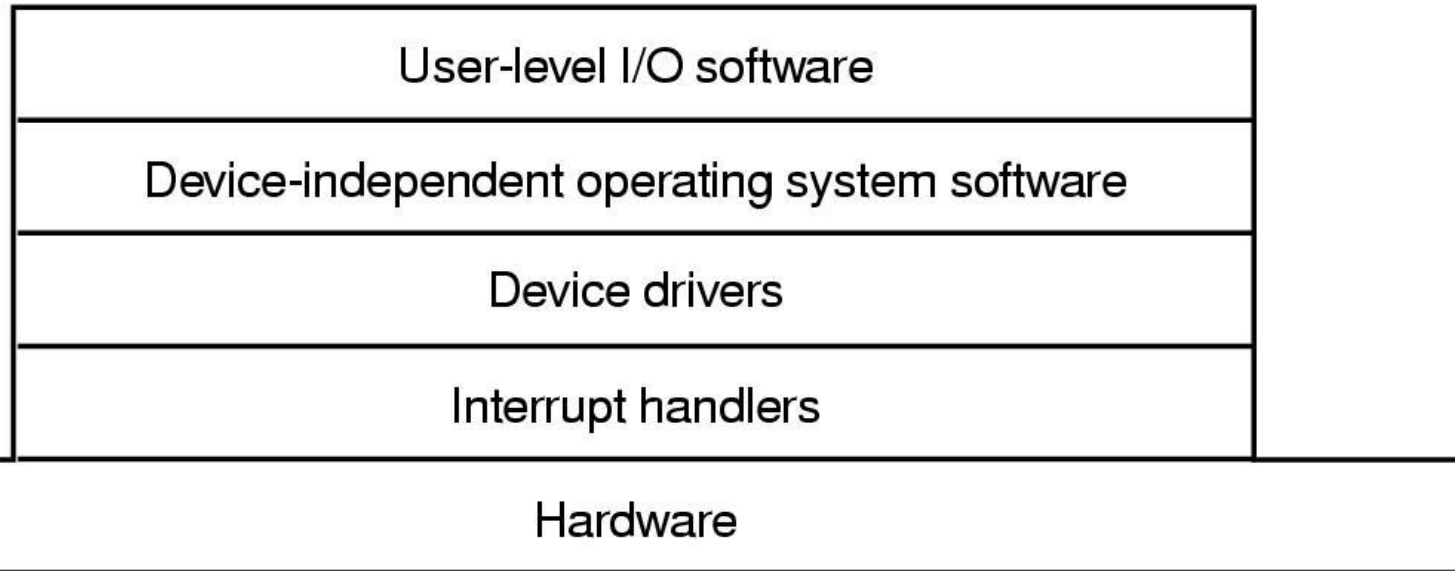 User-level I/O software
Device-independent operating system software
Device drivers
Interrupt handlers
Hardware